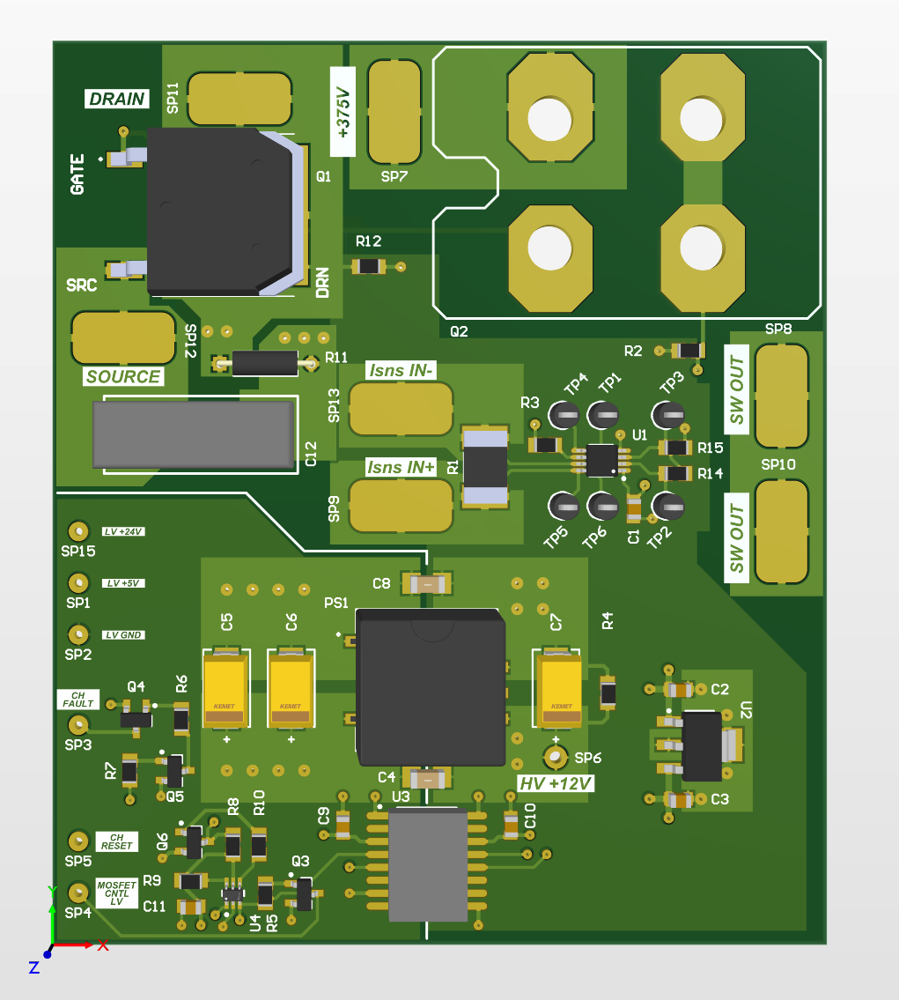 DRAIN
SP11
+375V
SP7
GATE
Q1
SRC
DRN
R12
SP12
SOURCE
R11
Q2
SP8
R2
SW OUT
Isns IN-
SP13
TP4
TP1
TP3
R3
U1
C12
R1
R15
SP10
Isns IN+
R14
SP9
TP5
TP6
C1
TP2
SW OUT
LV +24V
SP15
LV +5V
SP1
C8
PS1
LV GND
SP2
C5
C6
C7
R4
CH
FAULT
Q4
R6
C2
U2
KEMET
KEMET
KEMET
+
+
+
SP3
R7
Q5
SP6
C4
HV +12V
C3
U3
R8
R10
C9
C10
CH
RESET
Q6
SP5
Q3
MOSFET
CNTL
LV
R9
SP4
C11
U4
R5
Y
X
Z